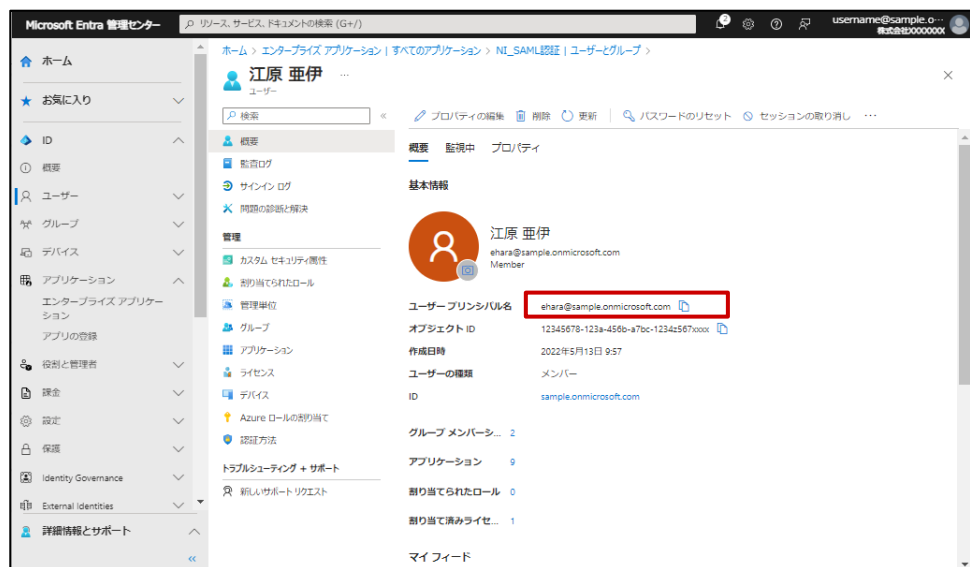 Microsoft Entra 管理センター
リソース、サービス、ドキュメントの検索 (G+/)
2
username@sample.o…
株式会社XXXXXXX
ホーム
お気に入り
ID
概要
ユーザー
グループ
デバイス
アプリケーション
エンタープライズ アプリケー
ション
アプリの登録
役割と管理者
課金
設定
保護
Identity Governance
External Identities
詳細情報とサポート
ホーム > エンタープライズ アプリケーション | すべてのアプリケーション > NI_SAML認証 | ユーザーとグループ >
江原 亜伊 …
ユーザー
検索
概要
監査ログ
サインイン ログ
問題の診断と解決
管理
カスタム セキュリティ属性
割り当てられたロール
管理単位
グループ
アプリケーション
ライセンス
デバイス
Azure ロールの割り当て
認証方法
トラブルシューティング + サポート
新しいサポート リクエスト
プロパティの編集 削除 更新 パスワードのリセット セッションの取り消し …
概要 監視中 プロパティ
基本情報
江原 亜伊
ehara@sample.onmicrosoft.com
Member
ユーザー プリンシパル名 ehara@sample.onmicrosoft.com
オブジェクト ID 12345678-123a-456b-a7bc-1234z567xxxx
作成日時 2022年5月13日 9:57
ユーザーの種類 メンバー
ID sample.onmicrosoft.com
グループ メンバーシ... 2
アプリケーション 9
割り当てられたロール 0
割り当て済みライセ... 1
マイ フィード